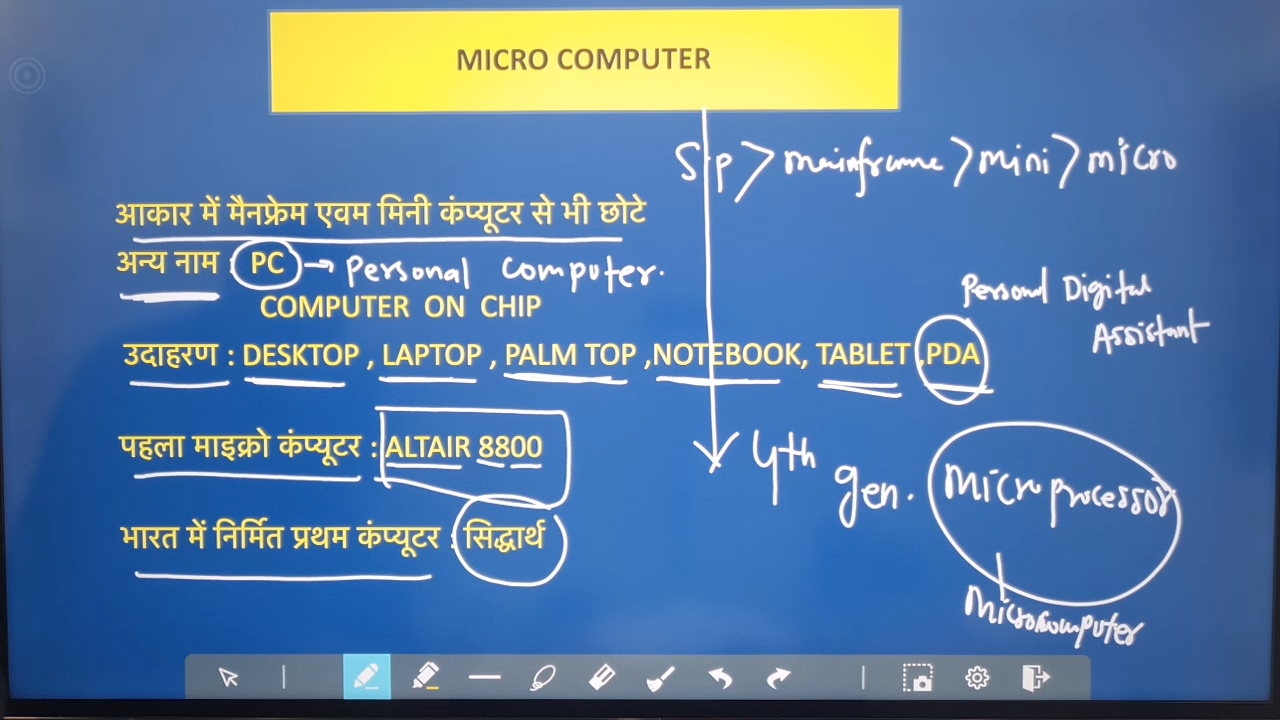 MICRO COMPUTER
Sup > mainframe > mini > micro
आकार में मैनफ्रेम एवम मिनी कंप्यूटर से भी छोटे
अन्य नाम : PC → Personal Computer.
COMPUTER ON CHIP
Personal Digital
Assistant
उदाहरण : DESKTOP , LAPTOP , PALM TOP ,NOTEBOOK, TABLET ,PDA
पहला माइक्रो कंप्यूटर : ALTAIR 8800
4th gen. Microprocessor
भारत में निर्मित प्रथम कंप्यूटर : सिद्धार्थ
Microcomputer